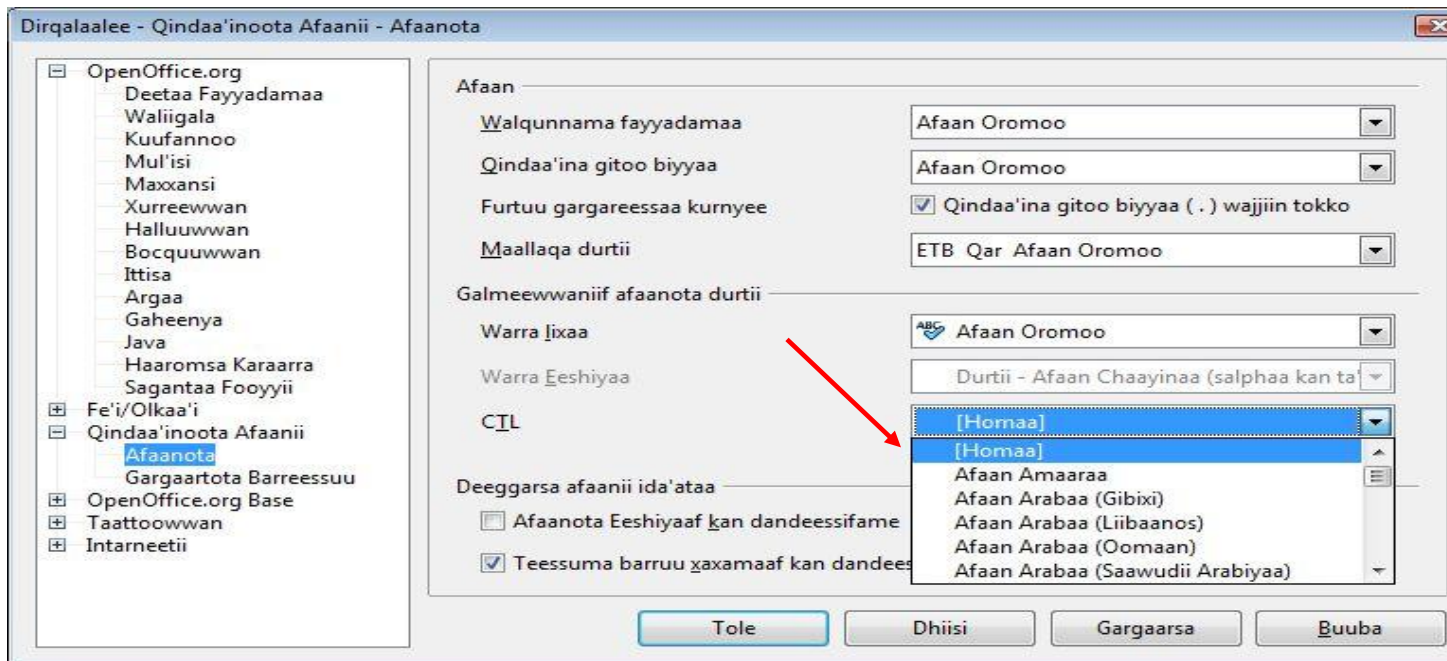 Dirqalaalee - Qindaa'inoota Afaanii - Afaanota
OpenOffice.org
Deetaa Fayyadamaa
Waliigala
Kuufannoo
Mul'isi
Maxxansi
Xurreewwan
Halluuwwan
Bocquuwwan
Ittisa
Argaa
Gaheenya
Java
Haaromsa Karaarra
Sagantaa Fooyyii
Fe'i/Olkaa'i
Qindaa'inoota Afaanii
Afaanota
Gargaartota Barreessuu
OpenOffice.org Base
Taattoowwan
Intarneetii
Afaan
Walqunnama fayyadamaa Afaan Oromoo
Qindaa'ina gitoo biyyaa Afaan Oromoo
Furtuu gargareessaa kurnyee Qindaa'ina gitoo biyyaa ( . ) wajjiin tokko
Maallaqa durtii ETB Qar Afaan Oromoo
Galmeewwaniif afaanota durtii
Warra lixaa ABC Afaan Oromoo
Warra Eeshiyaa Durtii - Afaan Chaayinaa (salphaa kan ta'
CTL [Homaa]
[Homaa]
Afaan Amaaraa
Afaan Arabaa (Gibixi)
Afaan Arabaa (Liibaanos)
Afaan Arabaa (Oomaan)
Afaan Arabaa (Saawudii Arabiyaa)
Deeggarsa afaanii ida'ataa
Afaanota Eeshiyaaf kan dandeessifame
Teessuma barruu xaxamaaf kan dandees
Tole Dhiisi Gargaarsa Buuba